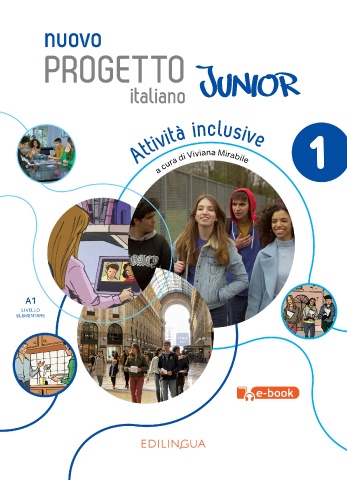 nuovo
PROGETTO
italiano
JUNIOR
Attività inclusive
a cura di Viviana Mirabile
1
A1
LIVELLO
ELEMENTARE
e-book
EDILINGUA